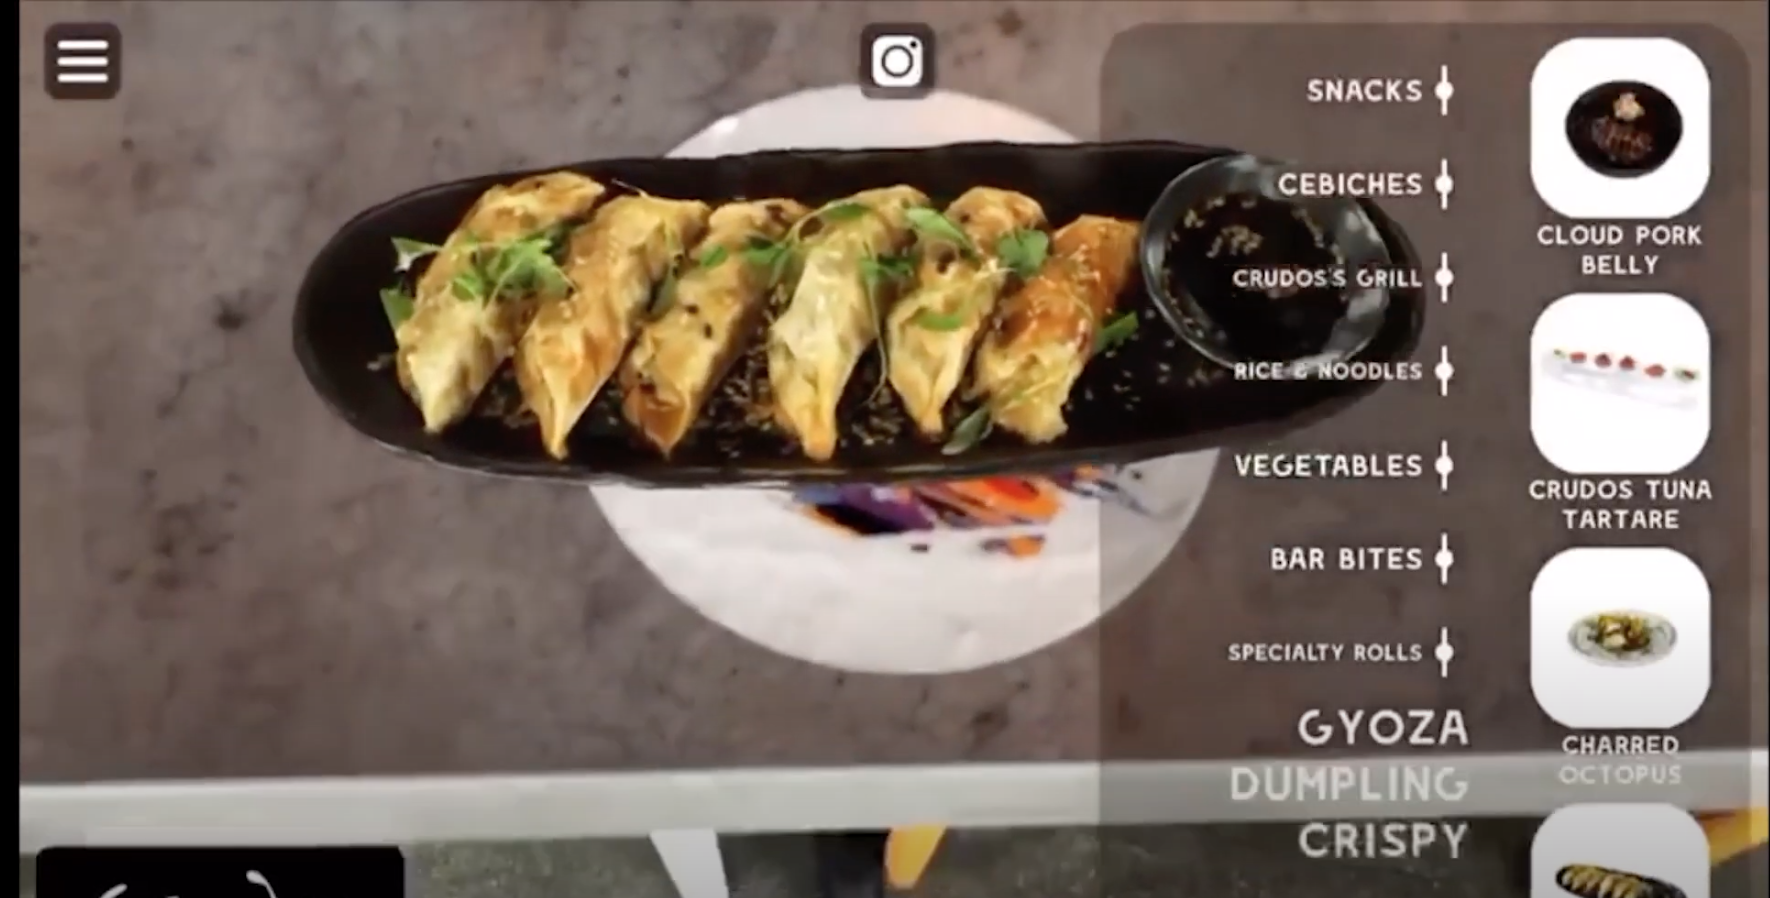 SNACKS
CEBICHES
CRUDOS'S GRILL
RICE & NOODLES
VEGETABLES
BAR BITES
SPECIALTY ROLLS
GYOZA
DUMPLING
CRISPY
CLOUD PORK
BELLY
CRUDOS TUNA
TARTARE
CHARRED
OCTOPUS